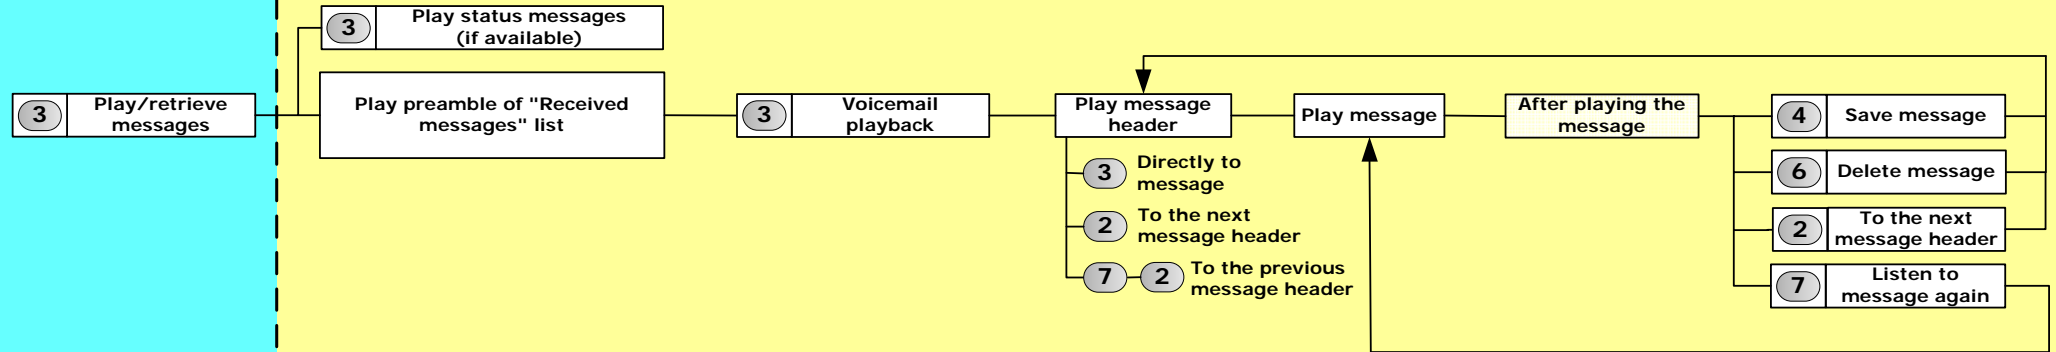 3
Play/retrieve
messages
3
Play status messages
(if available)
Play preamble of "Received
messages" list
3
Voicemail
playback
Play message
header
3
Directly to
message
2
To the next
message header
7
2
To the previous
message header
Play message
After playing the
message
4
Save message
6
Delete message
2
To the next
message header
7
Listen to
message again